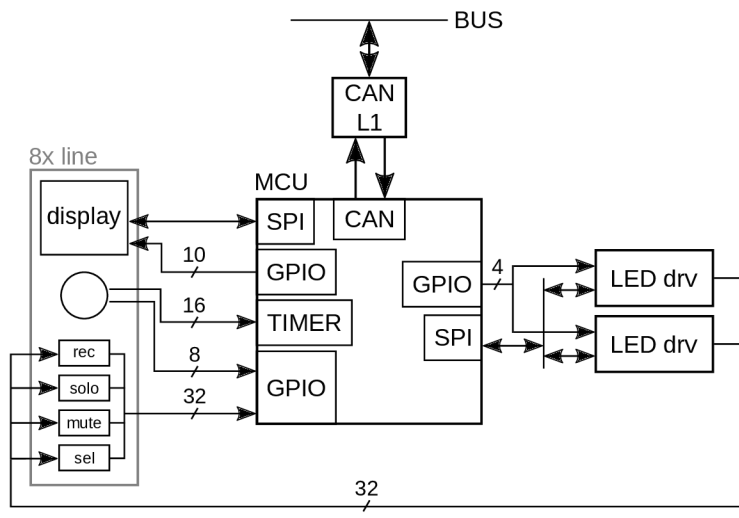 BUS
CAN
L1
8x line
MCU
display
SPI
CAN
10
GPIO
4
GPIO
LED drv
16
TIMER
SPI
LED drv
rec
8
solo
GPIO
32
mute
sel
32